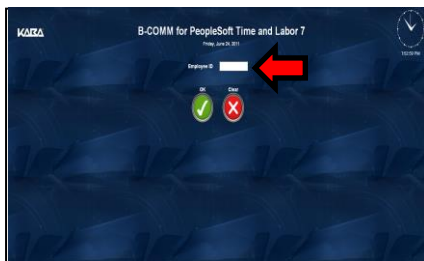 KABA
B-COMM for PeopleSoft Time and Labor 7
Friday, June 24, 2011
Employee ID
OK Clear